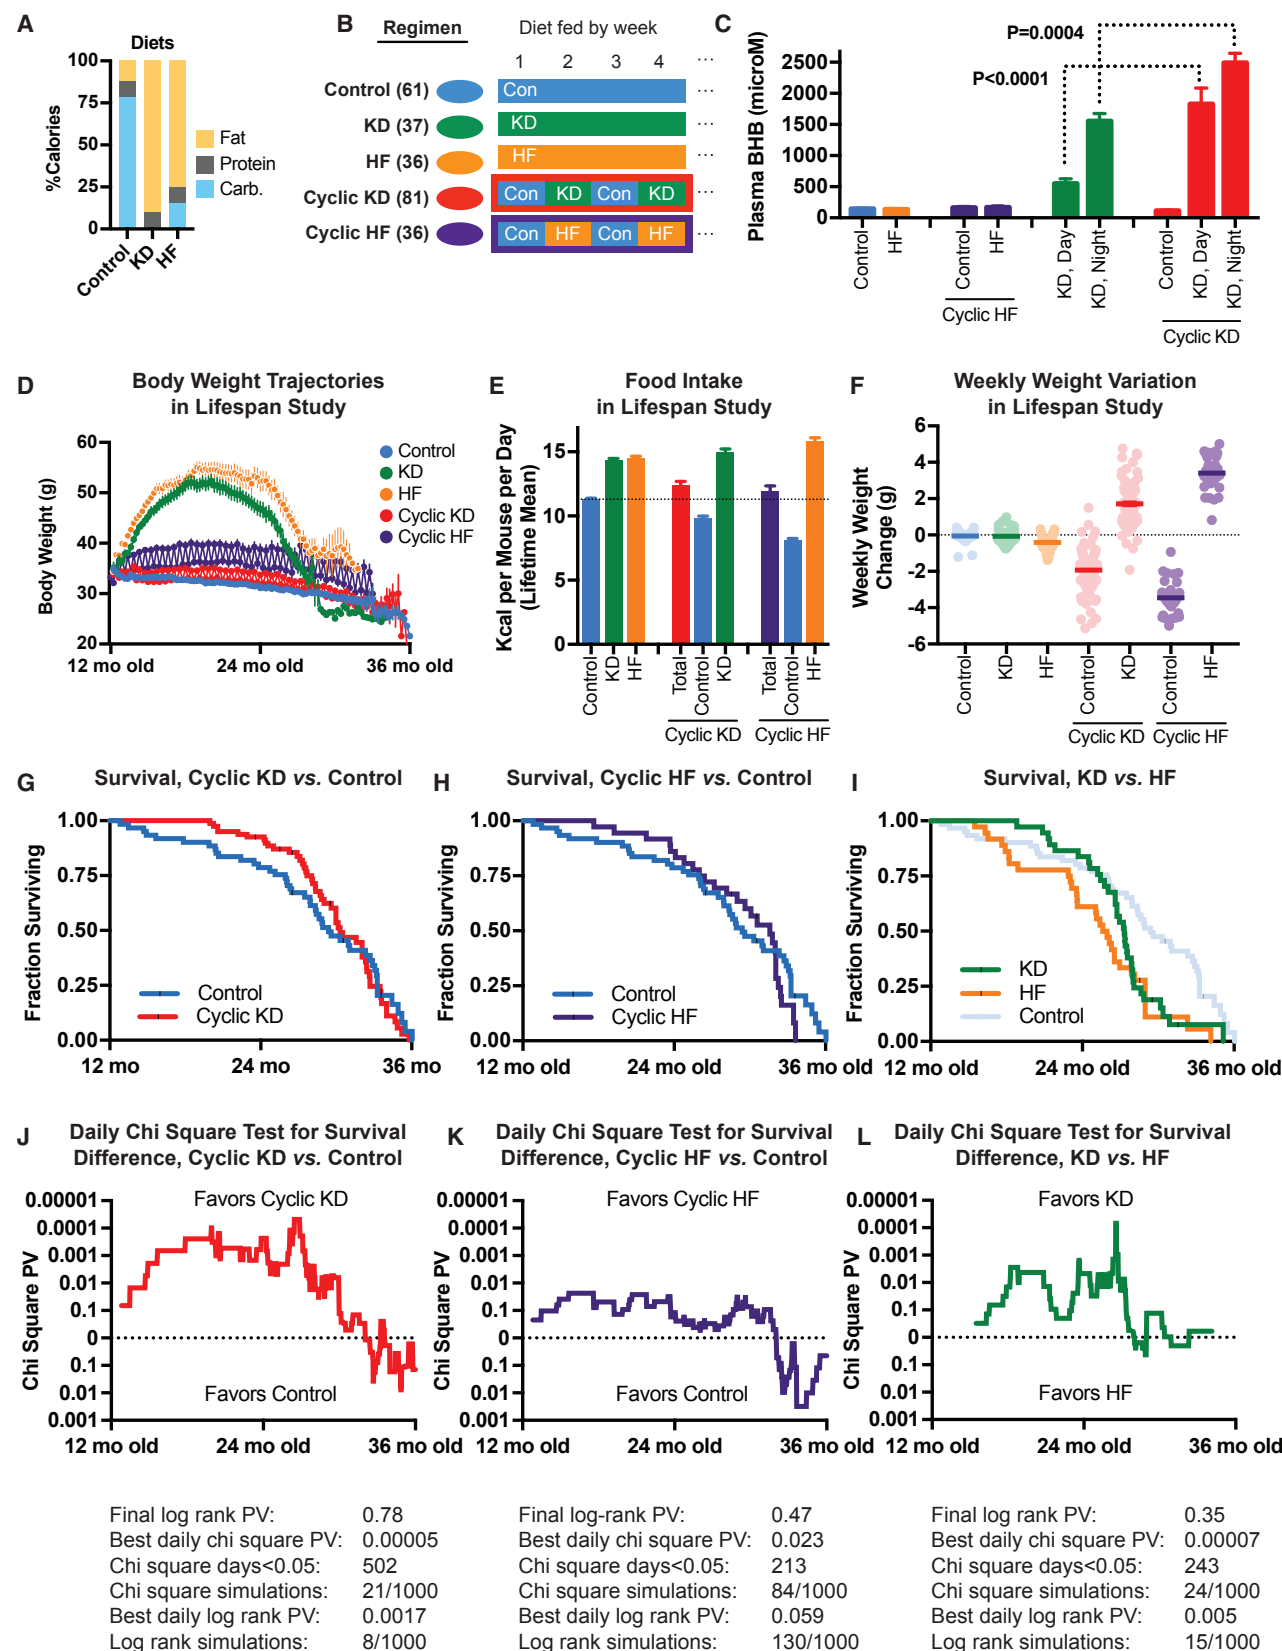 A
Diets
%Calories
100
75
50
25
0
Control
KD
HF
Fat
Protein
Carb.
B
Regimen
Diet fed by week
1 2 3 4 ...
Control (61) Con ...
KD (37) KD ...
HF (36) HF ...
Cyclic KD (81) Con KD Con KD ...
Cyclic HF (36) Con HF Con HF ...
C
P=0.0004
P<0.0001
Plasma BHB (microM)
2500
2000
1500
1000
500
0
Control
HF
Control
HF
Cyclic HF
KD, Day
KD, Night
Control
KD, Day
KD, Night
Cyclic KD
D
Body Weight Trajectories
in Lifespan Study
Body Weight (g)
60
50
40
30
20
12 mo old 24 mo old 36 mo old
Control
KD
HF
Cyclic KD
Cyclic HF
E
Food Intake
in Lifespan Study
Kcal per Mouse per Day
(Lifetime Mean)
15
10
5
0
Control
KD
HF
Total
Control
KD
Cyclic KD
Total
Control
HF
Cyclic HF
F
Weekly Weight Variation
in Lifespan Study
Weekly Weight
Change (g)
6
4
2
0
-2
-4
-6
Control
KD
HF
Control
KD
Cyclic KD
Control
HF
Cyclic HF
G
Survival, Cyclic KD vs. Control
Fraction Surviving
1.00
0.75
0.50
0.25
0.00
Control
Cyclic KD
12 mo 24 mo 36 mo
H
Survival, Cyclic HF vs. Control
Fraction Surviving
1.00
0.75
0.50
0.25
0.00
Control
Cyclic HF
12 mo old 24 mo old 36 mo old
I
Survival, KD vs. HF
Fraction Surviving
1.00
0.75
0.50
0.25
0.00
KD
HF
Control
12 mo old 24 mo old 36 mo old
J
Daily Chi Square Test for Survival
Difference, Cyclic KD vs. Control
Chi Square PV
0.00001
0.0001
0.001
0.01
0.1
0
0.1
0.01
0.001
Favors Cyclic KD
Favors Control
12 mo old 24 mo old 36 mo old
K
Daily Chi Square Test for Survival
Difference, Cyclic HF vs. Control
Chi Square PV
0.00001
0.0001
0.001
0.01
0.1
0
0.1
0.01
0.001
Favors Cyclic HF
Favors Control
12 mo old 24 mo old 36 mo old
L
Daily Chi Square Test for Survival
Difference, KD vs. HF
Chi Square PV
0.00001
0.0001
0.001
0.01
0.1
0
0.1
0.01
0.001
Favors KD
Favors HF
12 mo old 24 mo old 36 mo old
Final log rank PV: 0.78
Best daily chi square PV: 0.00005
Chi square days<0.05: 502
Chi square simulations: 21/1000
Best daily log rank PV: 0.0017
Log rank simulations: 8/1000
Final log-rank PV: 0.47
Best daily chi square PV: 0.023
Chi square days<0.05: 213
Chi square simulations: 84/1000
Best daily log rank PV: 0.059
Log rank simulations: 130/1000
Final log rank PV: 0.35
Best daily chi square PV: 0.00007
Chi square days<0.05: 243
Chi square simulations: 24/1000
Best daily log rank PV: 0.005
Log rank simulations: 15/1000